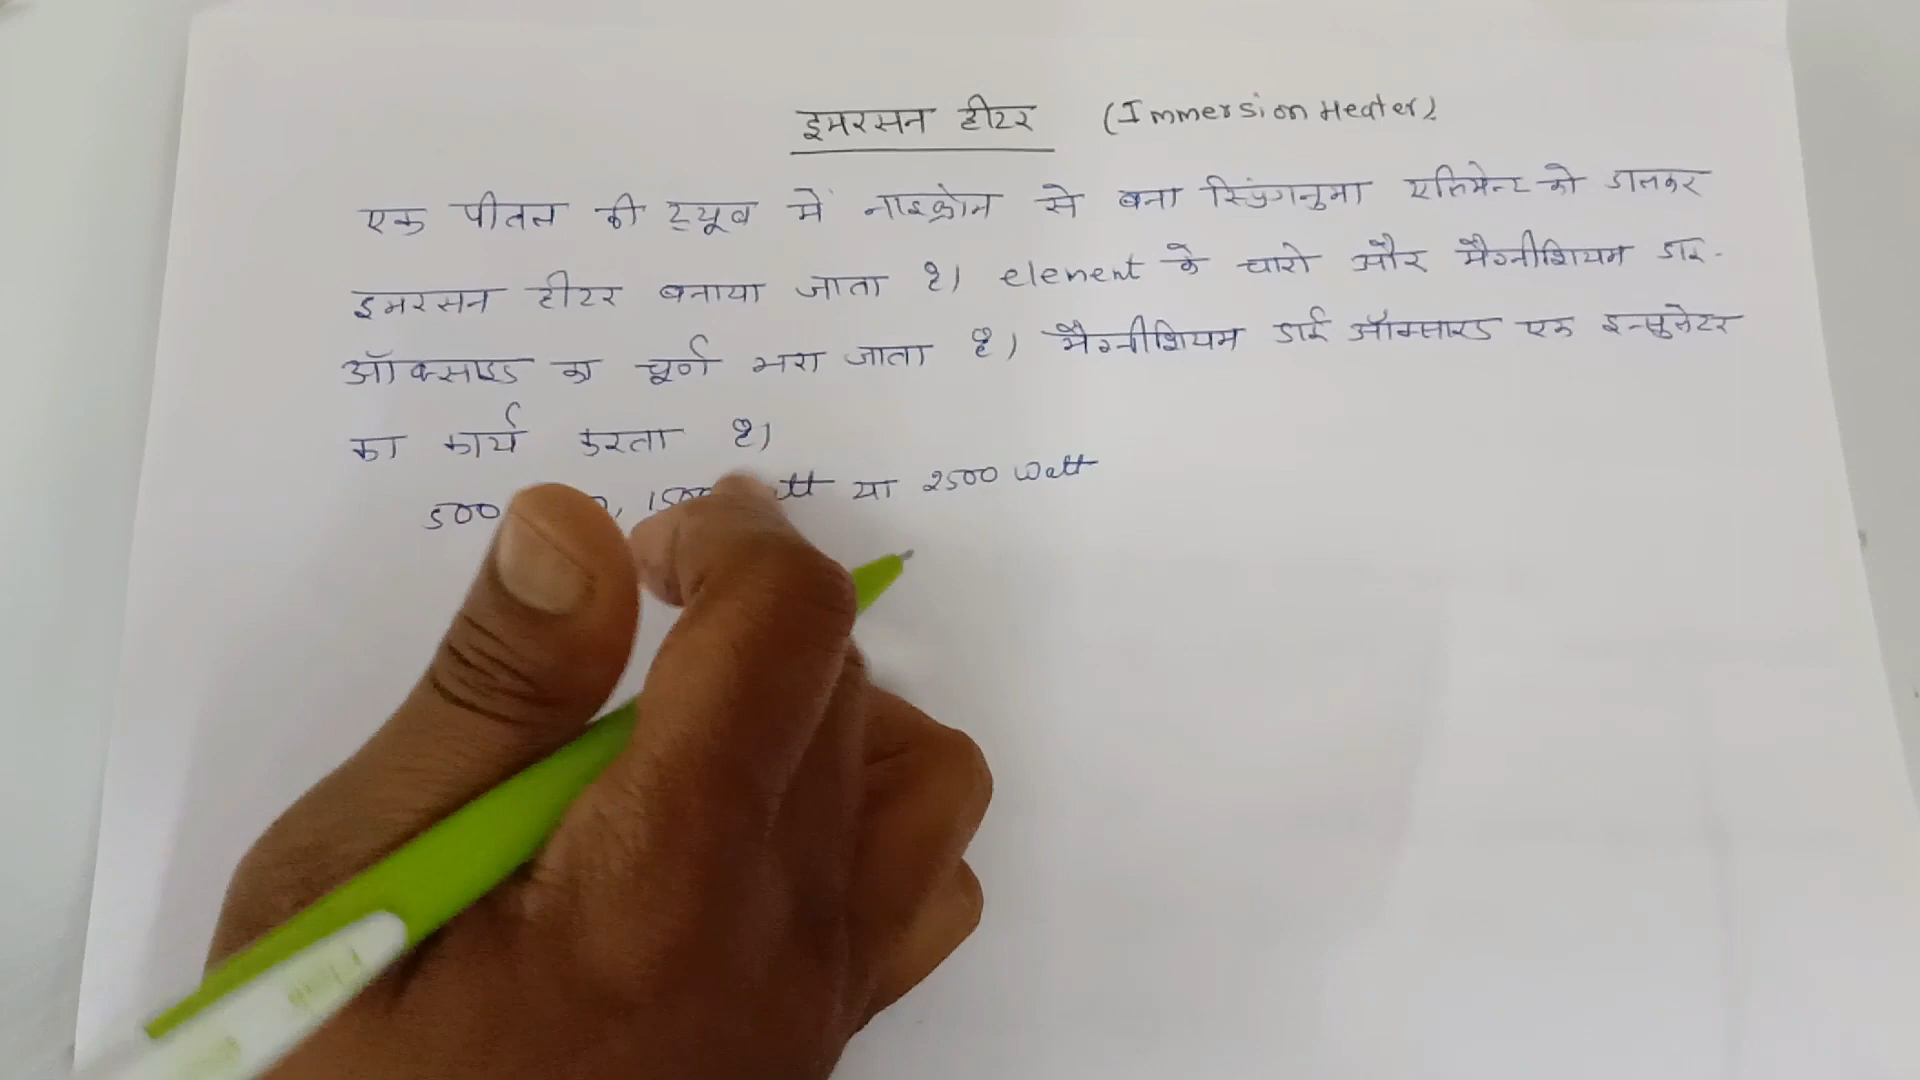 इमरसन हीटर (Immersion Heater)
एक पीतल की ट्यूब में नाइक्रोम से बना स्प्रिंगनुमा एलिमेन्ट को डालकर
इमरसन हीटर बनाया जाता है। element के चारो और मैग्नीशियम डाई-
ऑक्साइड का चूर्ण भरा जाता है। मैग्नीशियम डाई ऑक्साइड एक इन्सुलेटर
का कार्य करता है।
500 या 2500 Watt